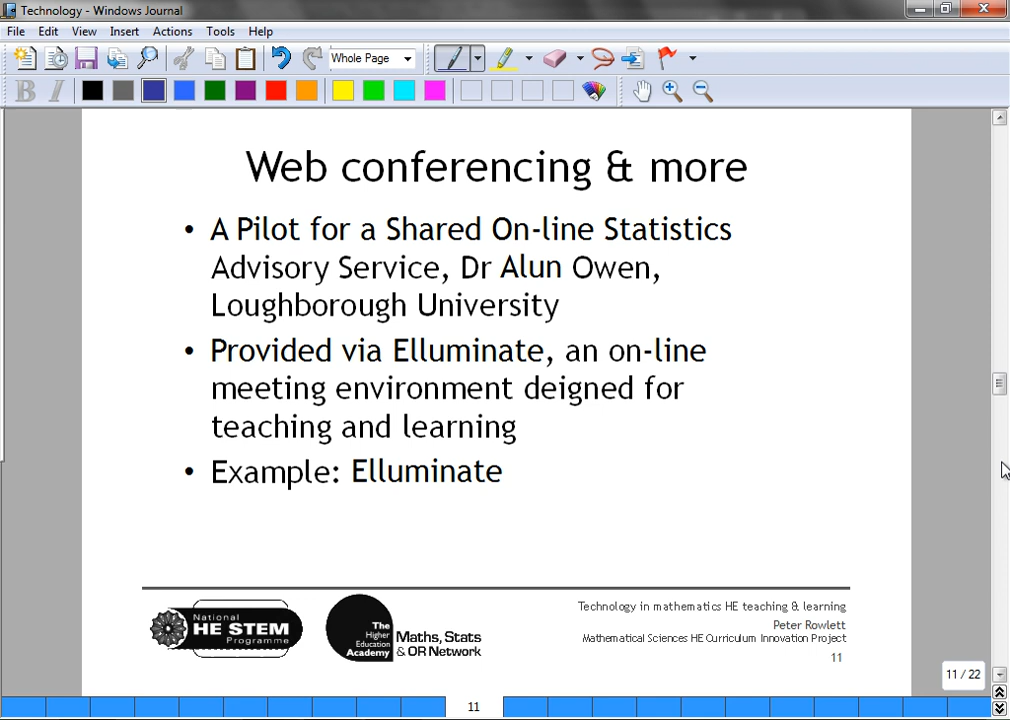 Technology - Windows Journal
File Edit View Insert Actions Tools Help
Whole Page
B I
Web conferencing & more
• A Pilot for a Shared On-line Statistics
Advisory Service, Dr Alun Owen,
Loughborough University
• Provided via Elluminate, an on-line
meeting environment deigned for
teaching and learning
• Example: Elluminate
National
HE STEM
Programme
The
Higher
Education
Academy
Maths, Stats
& OR Network
Technology in mathematics HE teaching & learning
Peter Rowlett
Mathematical Sciences HE Curriculum Innovation Project
11
11 / 22
11